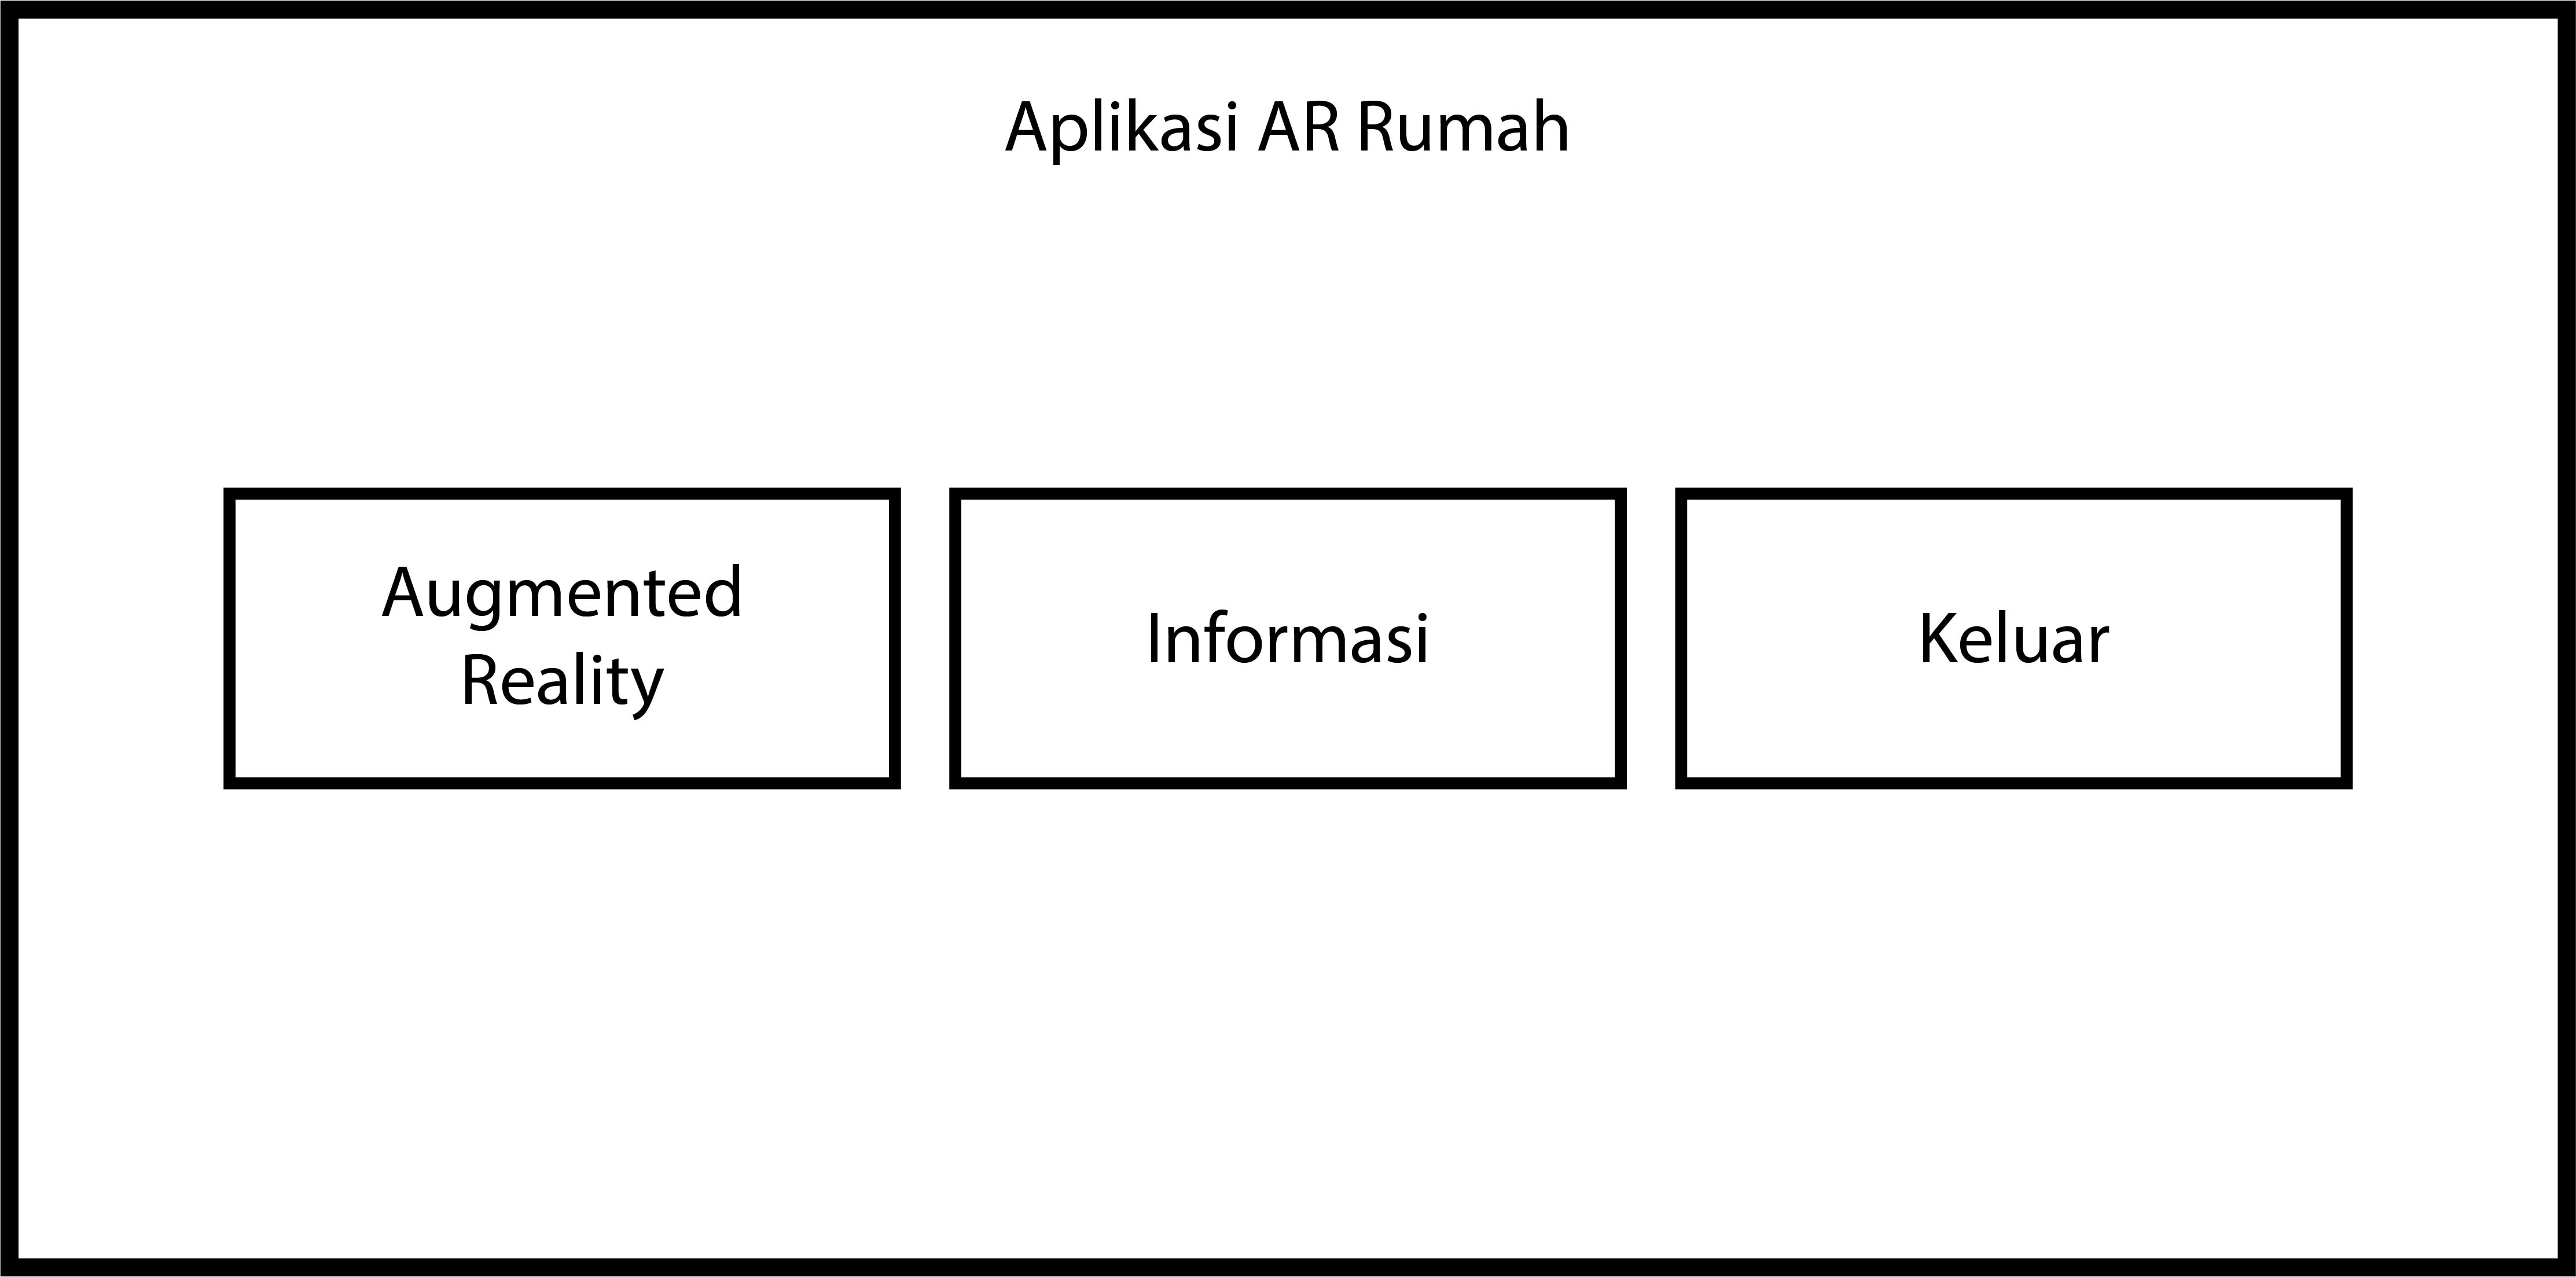 Aplikasi AR Rumah
Augmented
Reality
Informasi
Keluar